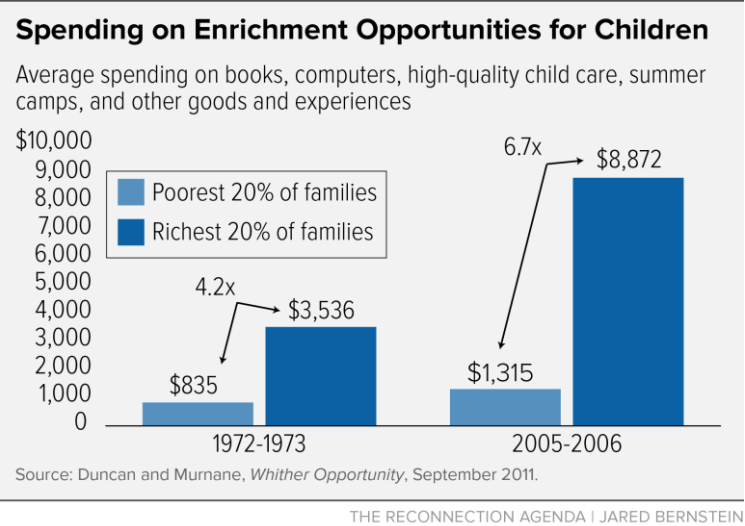 Spending on Enrichment Opportunities for Children
Average spending on books, computers, high-quality child care, summer
camps, and other goods and experiences
$10,000
9,000
8,000
7,000
6,000
5,000
4,000
3,000
2,000
1,000
0
Poorest 20% of families
Richest 20% of families
4.2x
$835
$3,536
6.7x
$1,315
$8,872
1972-1973
2005-2006
Source: Duncan and Murnane, Whither Opportunity, September 2011.
THE RECONNECTION AGENDA | JARED BERNSTEIN